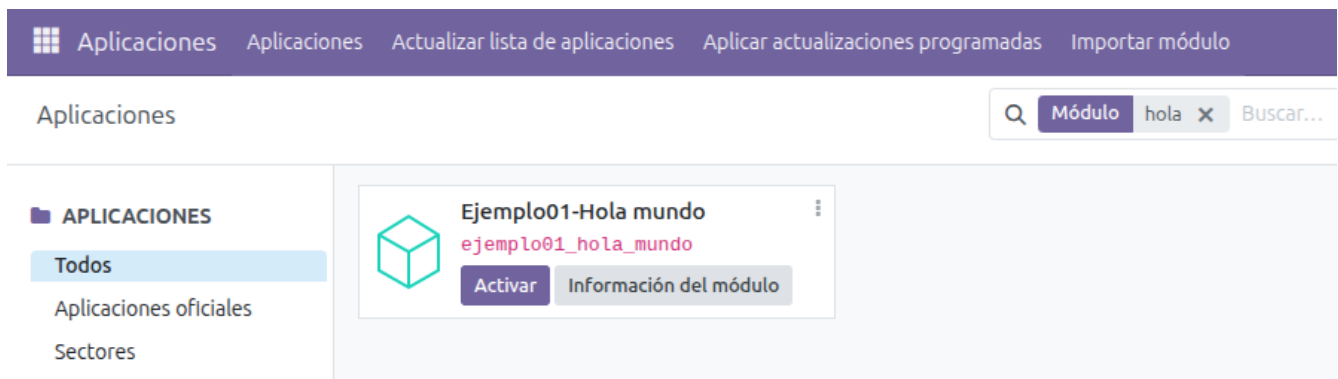 Aplicaciones Aplicaciones Actualizar lista de aplicaciones Aplicar actualizaciones programadas Importar módulo
Aplicaciones
Módulo hola Buscar...
APLICACIONES
Todos
Aplicaciones oficiales
Sectores
Ejemplo01-Hola mundo
ejemplo01_hola_mundo
Activar Información del módulo